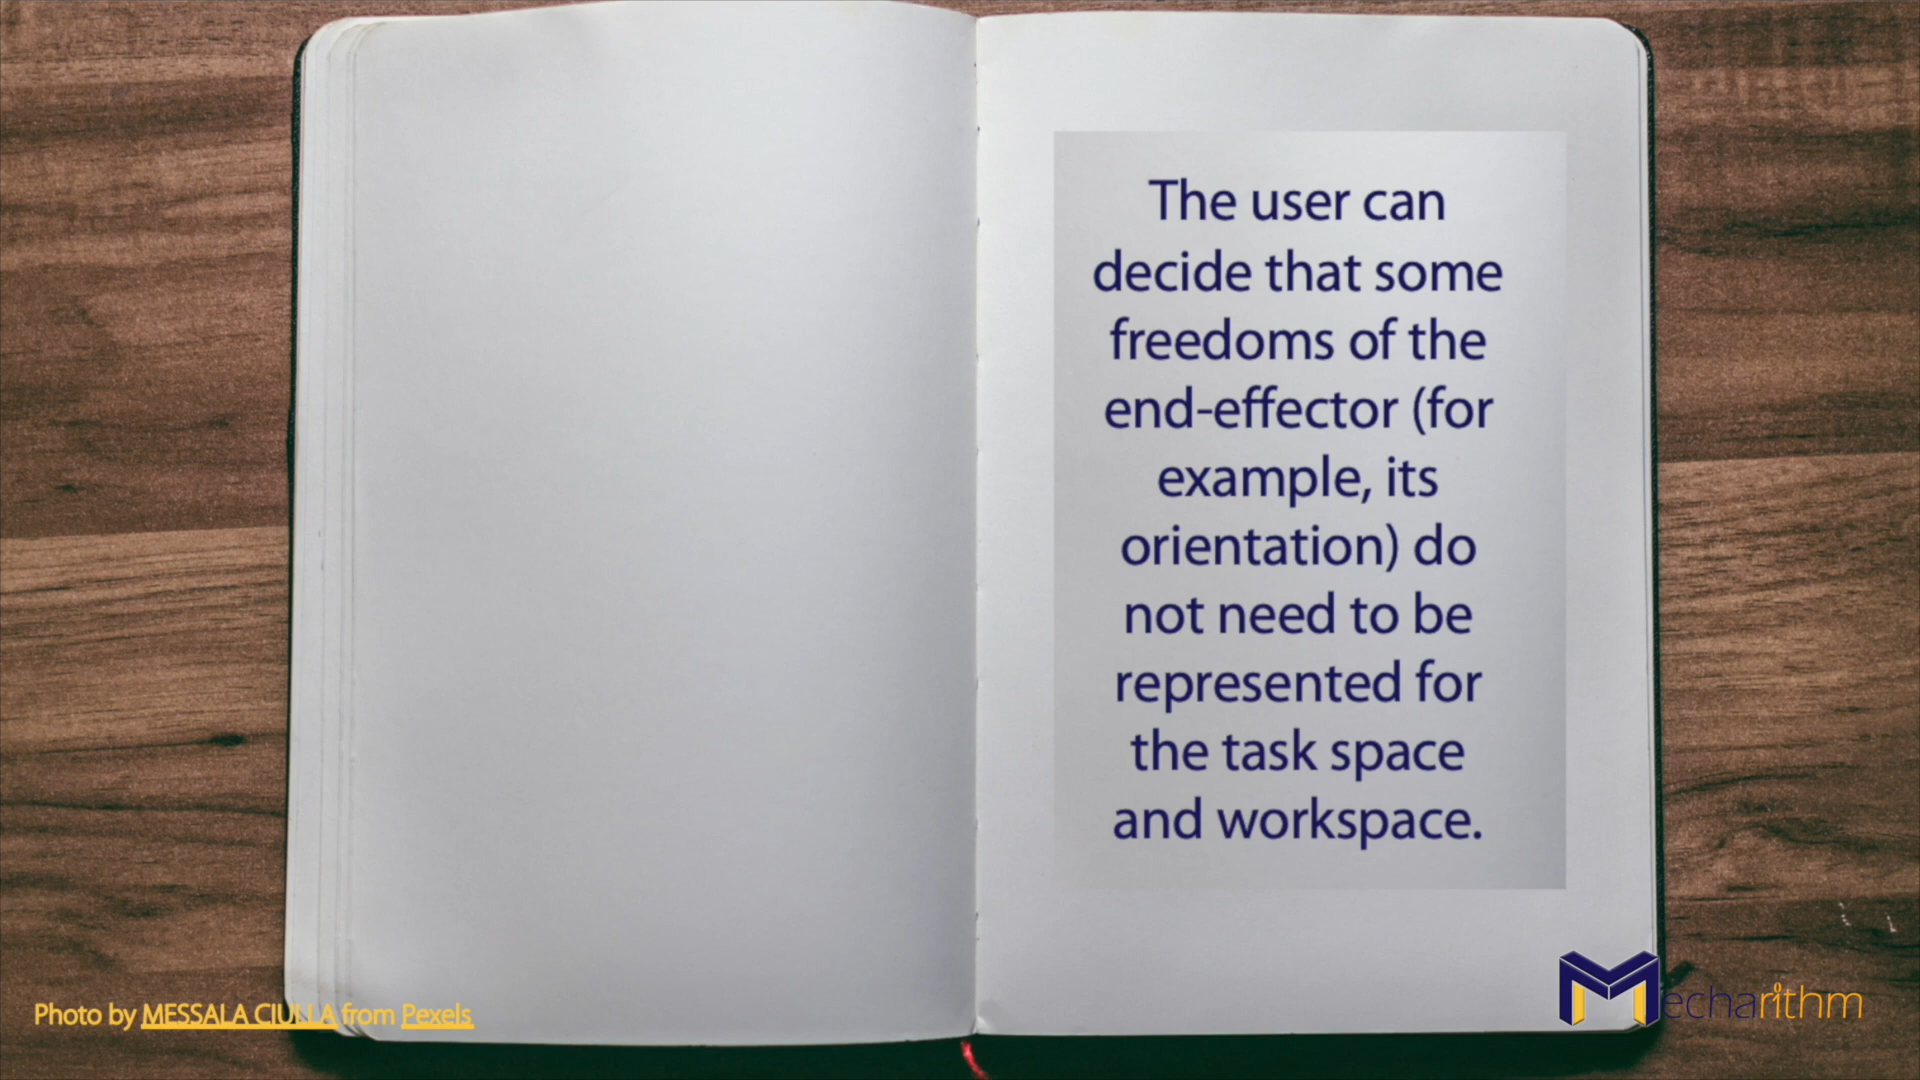 The user can
decide that some
freedoms of the
end-effector (for
example, its
orientation) do
not need to be
represented for
the task space
and workspace.
Photo by MESSALA CIULLA from Pexels
Mecharithm